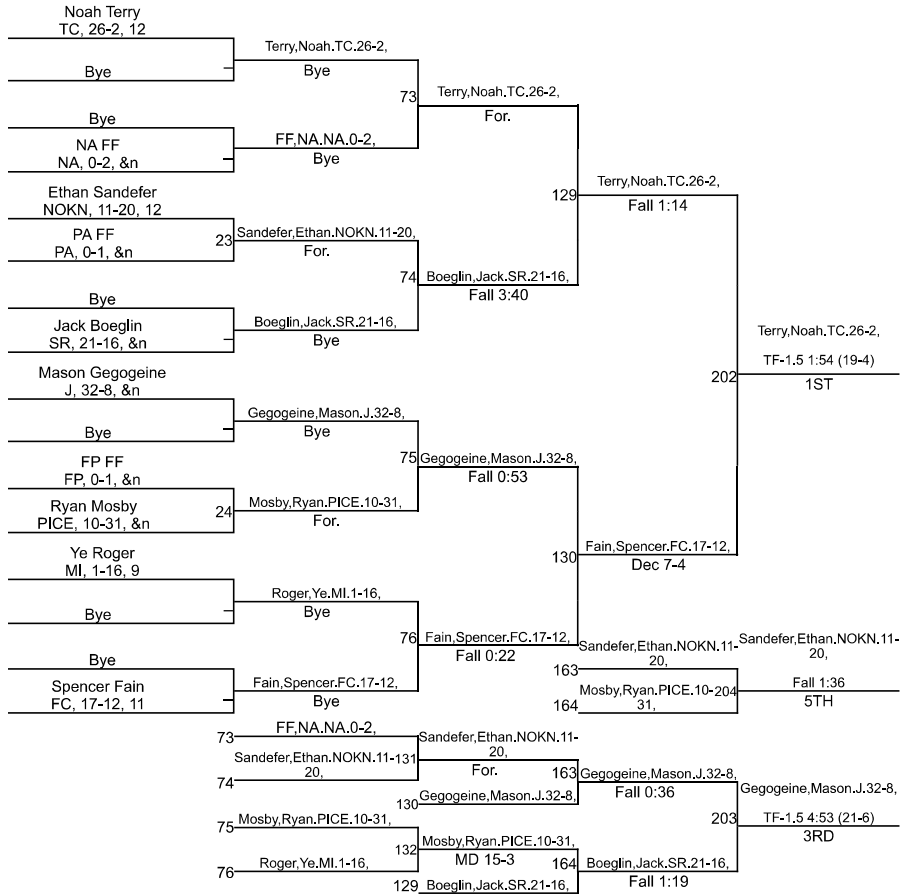 Noah Terry
TC, 26-2, 12
Bye
Bye
NA FF
NA, 0-2, &n
Ethan Sandefer
NOKN, 11-20, 12
PA FF
PA, 0-1, &n
Bye
Jack Boeglin
SR, 21-16, &n
Mason Gegogeine
J, 32-8, &n
Bye
FP FF
FP, 0-1, &n
Ryan Mosby
PICE, 10-31, &n
Ye Roger
MI, 1-16, 9
Bye
Bye
Spencer Fain
FC, 17-12, 11
Terry,Noah.TC.26-2,
Bye
FF,NA.NA.0-2,
Bye
23
Sandefer,Ethan.NOKN.11-20,
For.
Boeglin,Jack.SR.21-16,
Bye
Gegogeine,Mason.J.32-8,
Bye
24
Mosby,Ryan.PICE.10-31,
For.
Roger,Ye.MI.1-16,
Bye
Fain,Spencer.FC.17-12,
Bye
73
Terry,Noah.TC.26-2,
For.
74
Boeglin,Jack.SR.21-16,
Fall 3:40
75
Gegogeine,Mason.J.32-8,
Fall 0:53
76
Fain,Spencer.FC.17-12,
Fall 0:22
129
Terry,Noah.TC.26-2,
Fall 1:14
130
Fain,Spencer.FC.17-12,
Dec 7-4
202
Terry,Noah.TC.26-2,
TF-1.5 1:54 (19-4)
1ST
163
Sandefer,Ethan.NOKN.11-
20,
164
Mosby,Ryan.PICE.10-
31,
204
Sandefer,Ethan.NOKN.11-
20,
Fall 1:36
5TH
73
FF,NA.NA.0-2,
74
Sandefer,Ethan.NOKN.11-
20,
75
Mosby,Ryan.PICE.10-31,
76
Roger,Ye.MI.1-16,
131
Sandefer,Ethan.NOKN.11-
20,
For.
130
Gegogeine,Mason.J.32-8,
132
Mosby,Ryan.PICE.10-31,
MD 15-3
129
Boeglin,Jack.SR.21-16,
163
Gegogeine,Mason.J.32-8,
Fall 0:36
164
Boeglin,Jack.SR.21-16,
Fall 1:19
203
Gegogeine,Mason.J.32-8,
TF-1.5 4:53 (21-6)
3RD